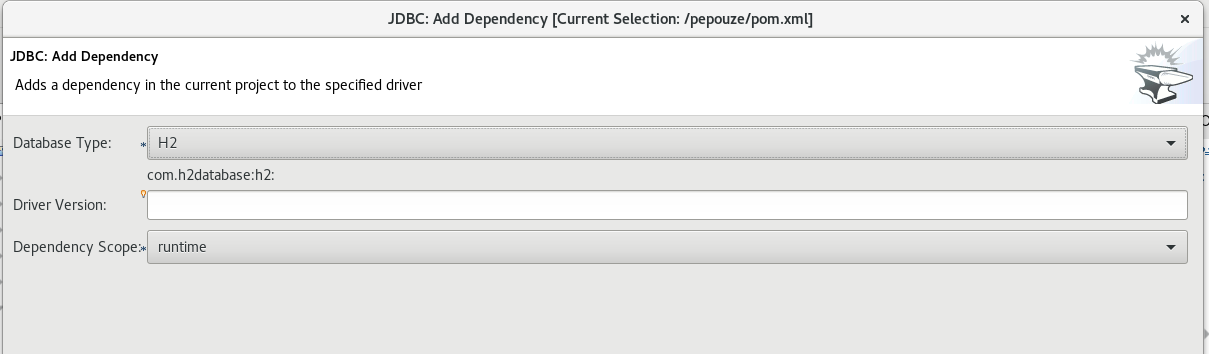 JDBC: Add Dependency [Current Selection: /pepouze/pom.xml]
JDBC: Add Dependency
Adds a dependency in the current project to the specified driver
Database Type: * H2
com.h2database:h2:
Driver Version:
Dependency Scope:* runtime